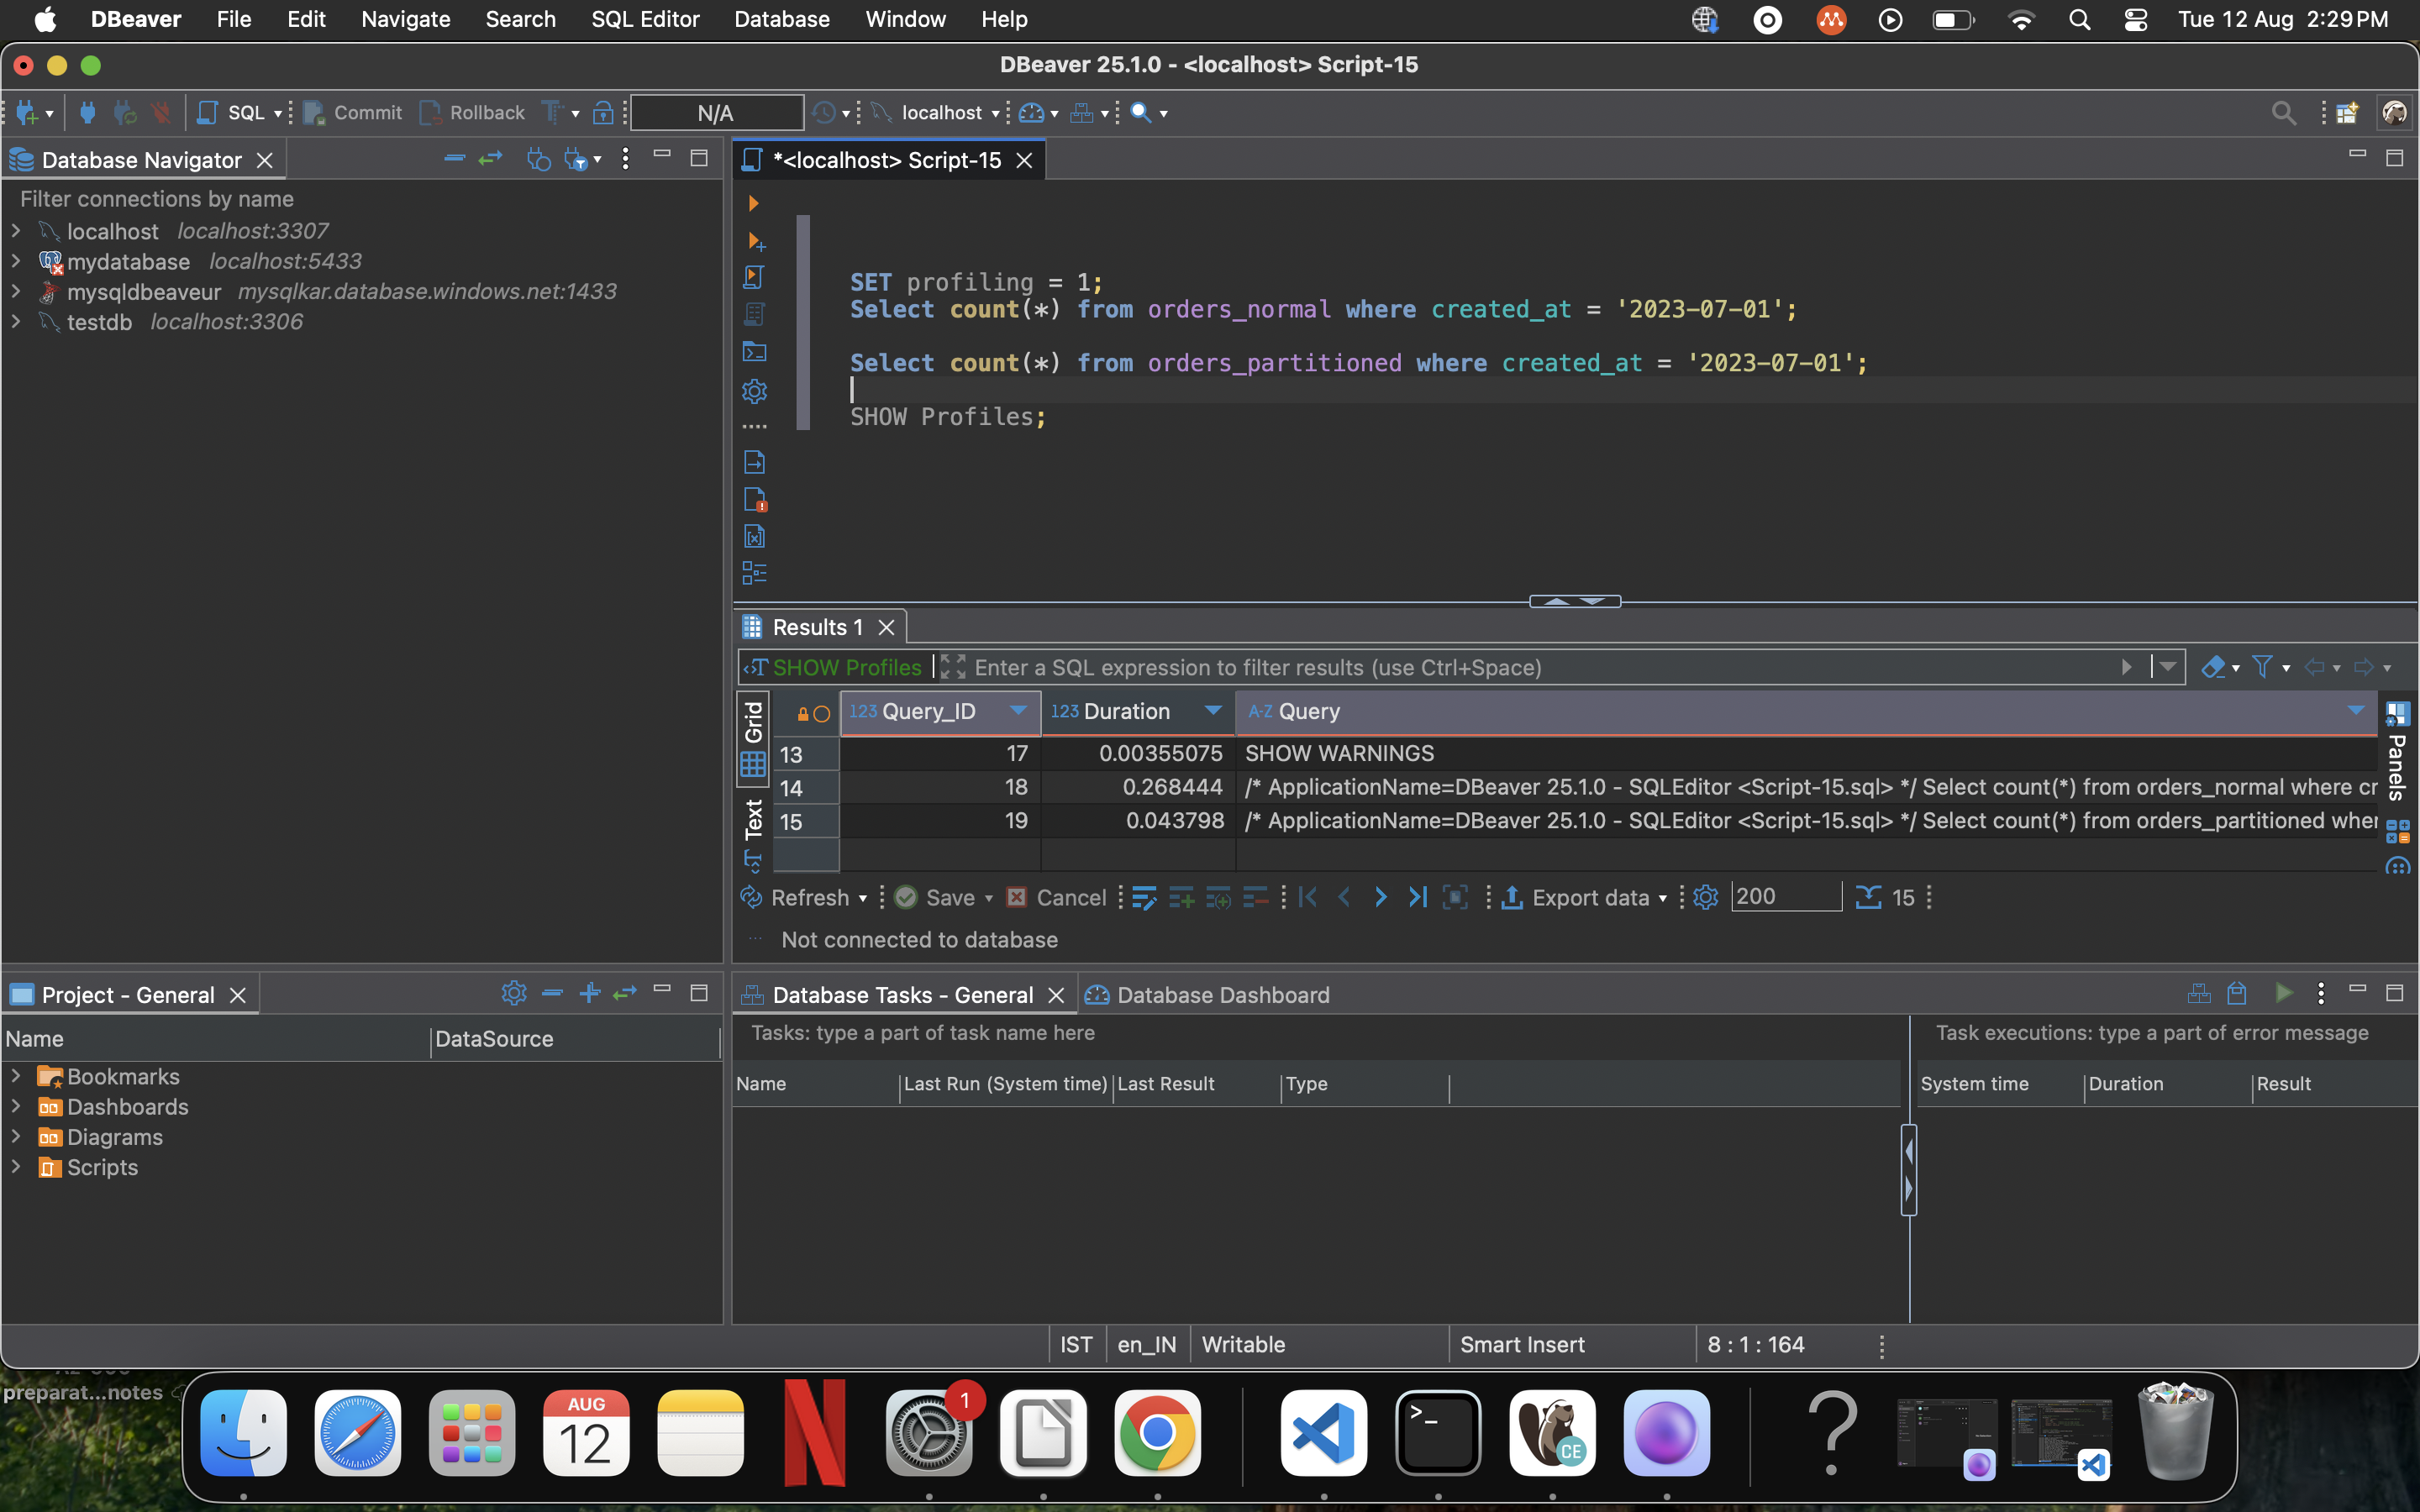 DBeaver File Edit Navigate Search SQL Editor Database Window Help Tue 12 Aug 2:29 PM
DBeaver 25.1.0 - <localhost> Script-15
SQL Commit Rollback N/A localhost
Database Navigator
Filter connections by name
localhost localhost:3307
mydatabase localhost:5433
mysqldbeaveur mysqlkar.database.windows.net:1433
testdb localhost:3306
*<localhost> Script-15
SET profiling = 1;
Select count(*) from orders_normal where created_at = '2023-07-01';
Select count(*) from orders_partitioned where created_at = '2023-07-01';
SHOW Profiles;
Results 1
SHOW Profiles Enter a SQL expression to filter results (use Ctrl+Space)
Grid
Text
Panels
123 Query_ID 123 Duration A-Z Query
13 17 0.00355075 SHOW WARNINGS
14 18 0.268444 /* ApplicationName=DBeaver 25.1.0 - SQLEditor <Script-15.sql> */ Select count(*) from orders_normal where cr
15 19 0.043798 /* ApplicationName=DBeaver 25.1.0 - SQLEditor <Script-15.sql> */ Select count(*) from orders_partitioned wher
Refresh Save Cancel Export data 200 15
Not connected to database
Project - General
Name DataSource
Bookmarks
Dashboards
Diagrams
Scripts
Database Tasks - General Database Dashboard
Tasks: type a part of task name here
Name Last Run (System time) Last Result Type
Task executions: type a part of error message
System time Duration Result
IST en_IN Writable Smart Insert 8 : 1 : 164
preparat...notes
AUG
12
1
CE